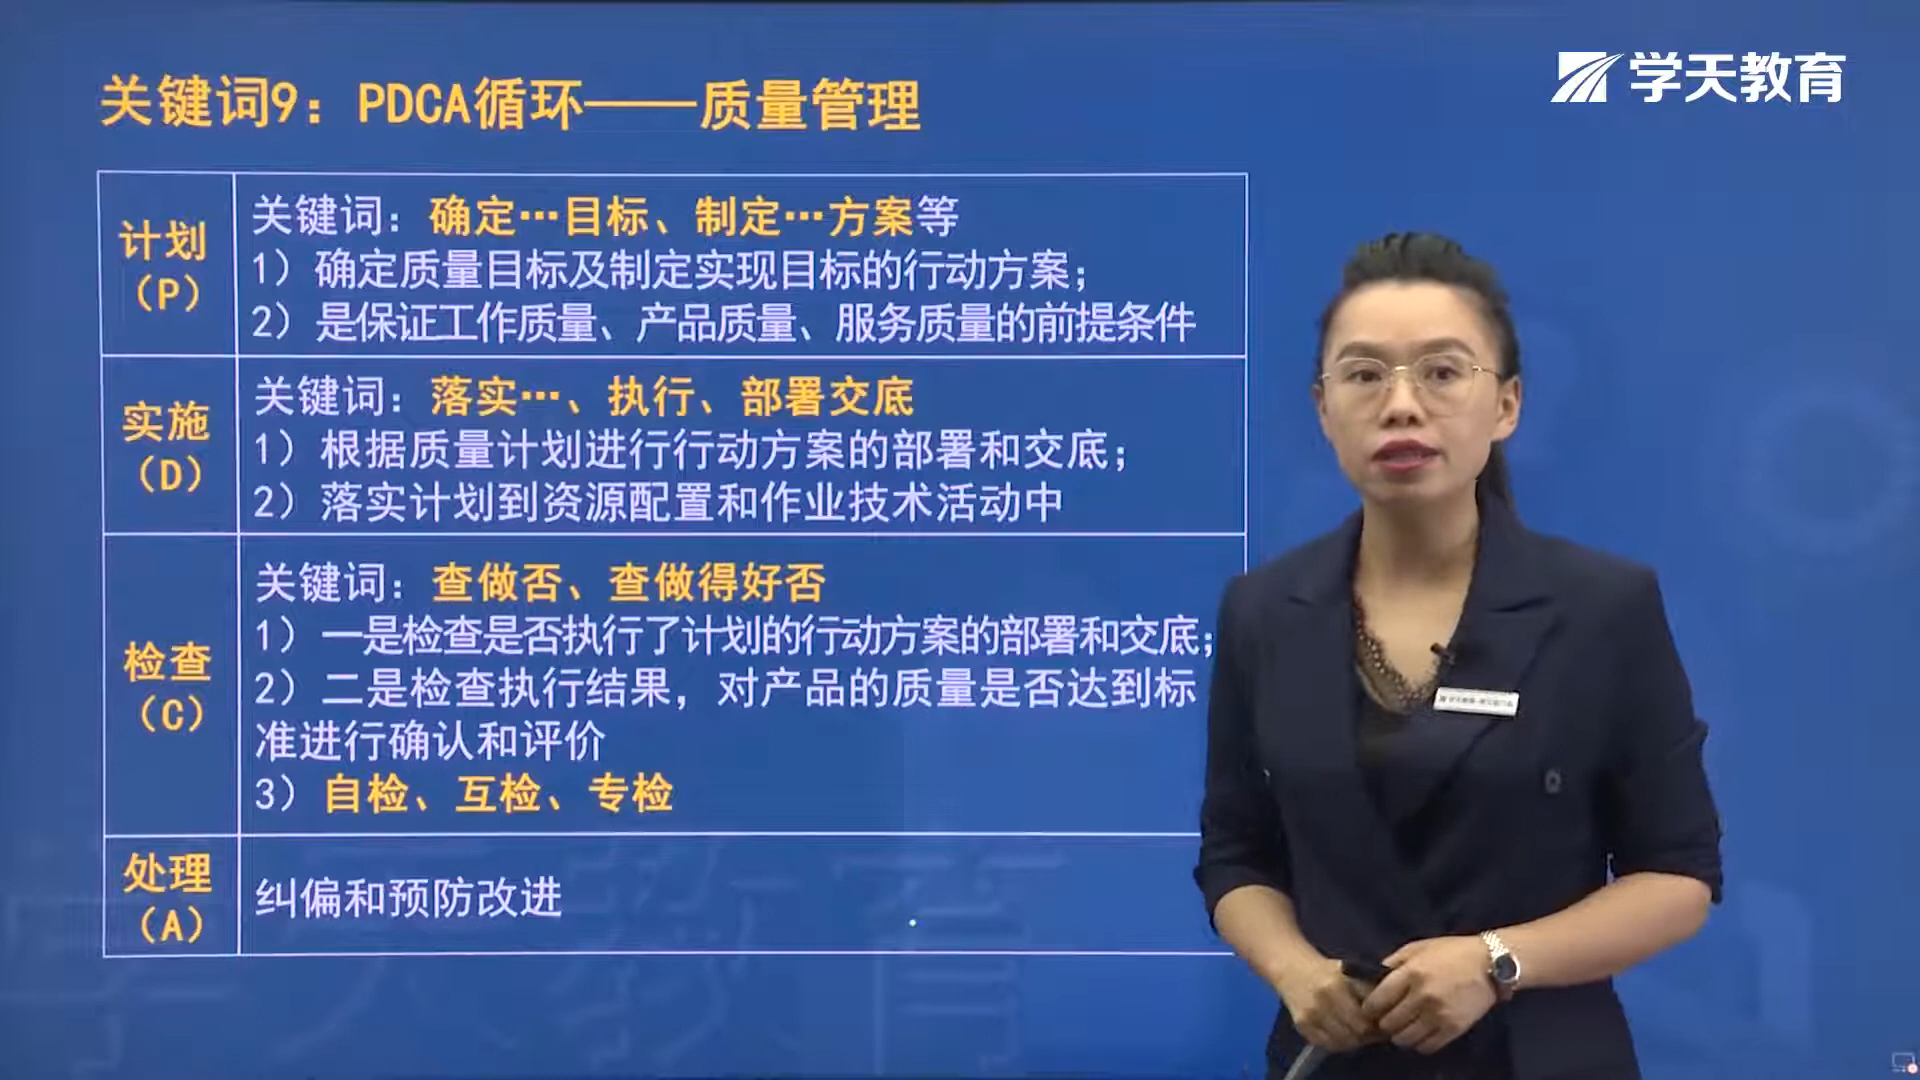 学天教育
关键词9：PDCA循环——质量管理
计划
（P）
关键词：确定…目标、制定…方案等
1）确定质量目标及制定实现目标的行动方案；
2）是保证工作质量、产品质量、服务质量的前提条件
实施
（D）
关键词：落实…、执行、部署交底
1）根据质量计划进行行动方案的部署和交底；
2）落实计划到资源配置和作业技术活动中
检查
（C）
关键词：查做否、查做得好否
1）一是检查是否执行了计划的行动方案的部署和交底；
2）二是检查执行结果，对产品的质量是否达到标
准进行确认和评价
3）自检、互检、专检
处理
（A）
纠偏和预防改进